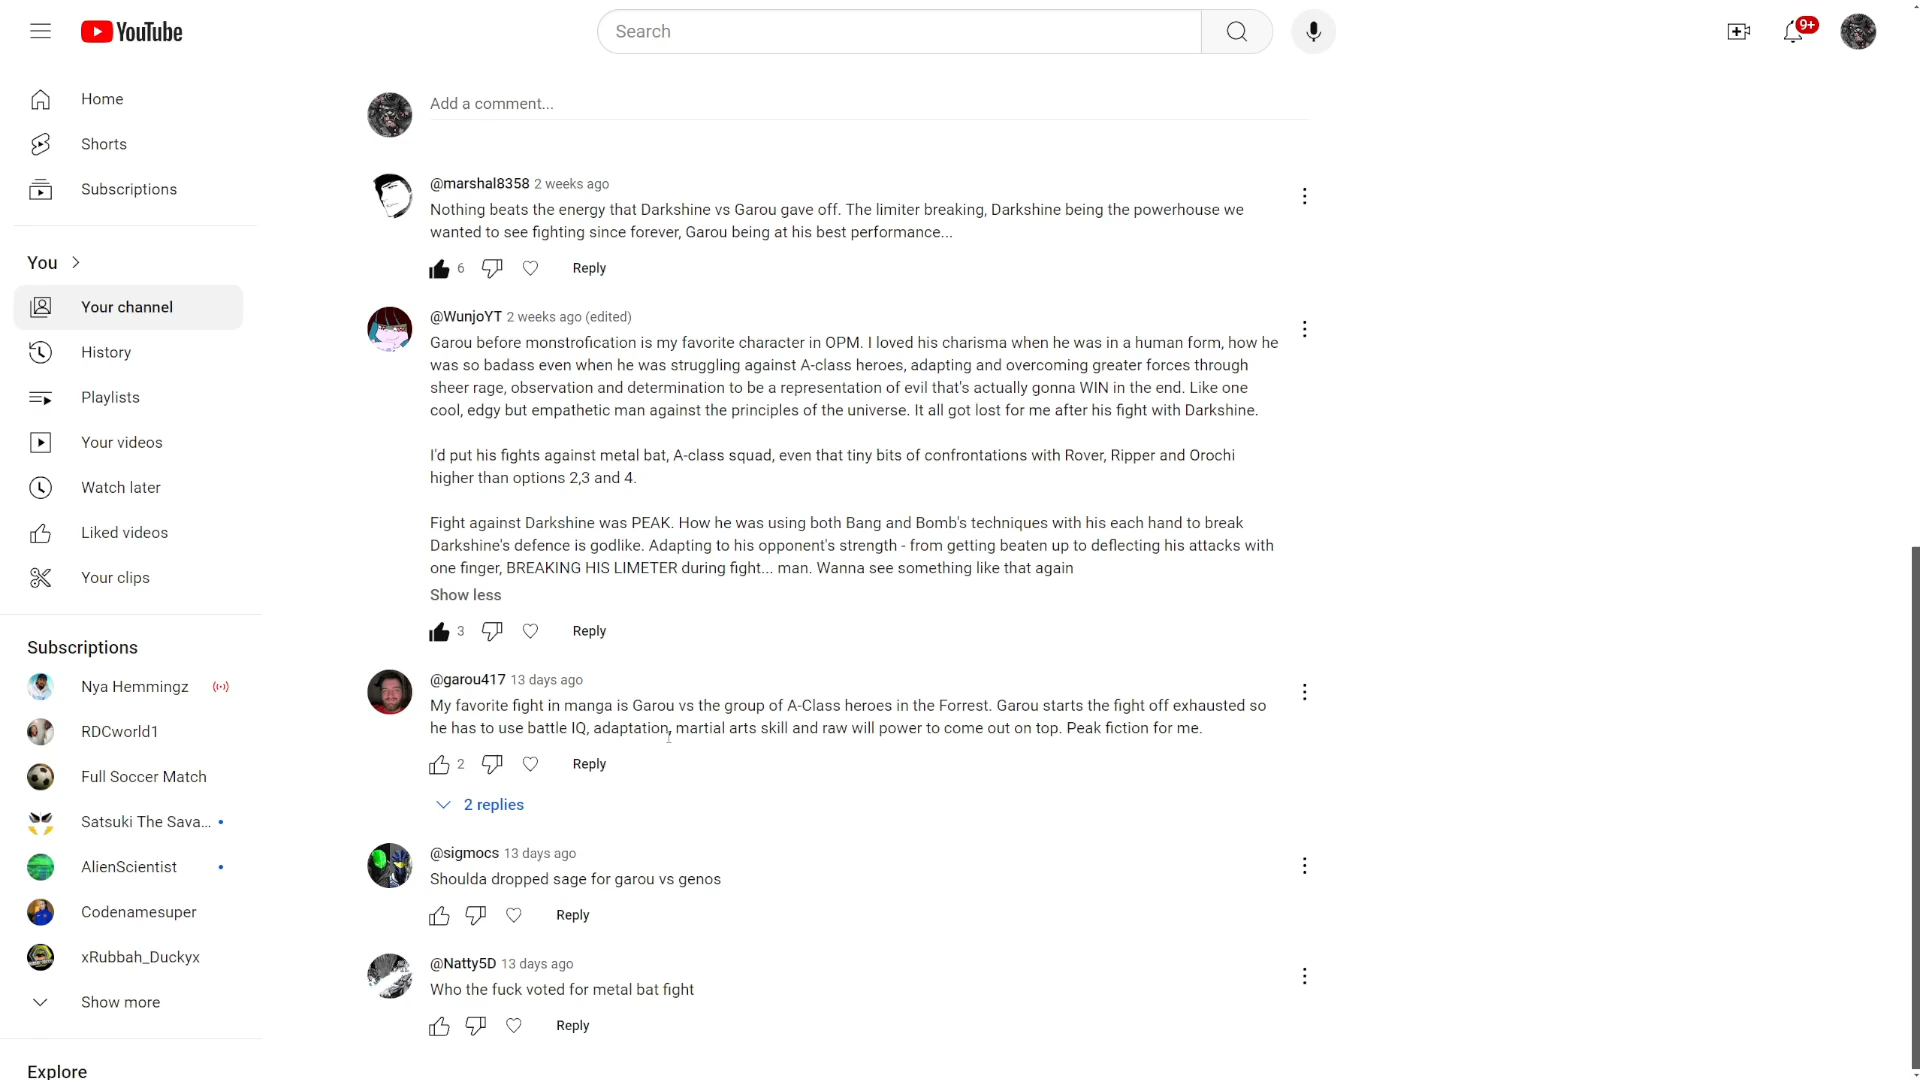 YouTube
Search
9+
Home
Shorts
Subscriptions
You
Your channel
History
Playlists
Your videos
Watch later
Liked videos
Your clips
Subscriptions
Nya Hemmingz
RDCworld1
Full Soccer Match
Satsuki The Sava...
AlienScientist
Codenamesuper
xRubbah_Duckyx
Show more
Explore
Add a comment...
@marshal8358 2 weeks ago
Nothing beats the energy that Darkshine vs Garou gave off. The limiter breaking, Darkshine being the powerhouse we
wanted to see fighting since forever, Garou being at his best performance...
6 Reply
@WunjoYT 2 weeks ago (edited)
Garou before monstrofication is my favorite character in OPM. I loved his charisma when he was in a human form, how he
was so badass even when he was struggling against A-class heroes, adapting and overcoming greater forces through
sheer rage, observation and determination to be a representation of evil that's actually gonna WIN in the end. Like one
cool, edgy but empathetic man against the principles of the universe. It all got lost for me after his fight with Darkshine.
I'd put his fights against metal bat, A-class squad, even that tiny bits of confrontations with Rover, Ripper and Orochi
higher than options 2,3 and 4.
Fight against Darkshine was PEAK. How he was using both Bang and Bomb's techniques with his each hand to break
Darkshine's defence is godlike. Adapting to his opponent's strength - from getting beaten up to deflecting his attacks with
one finger, BREAKING HIS LIMETER during fight... man. Wanna see something like that again
Show less
3 Reply
@garou417 13 days ago
My favorite fight in manga is Garou vs the group of A-Class heroes in the Forrest. Garou starts the fight off exhausted so
he has to use battle IQ, adaptation, martial arts skill and raw will power to come out on top. Peak fiction for me.
2 Reply
2 replies
@sigmocs 13 days ago
Shoulda dropped sage for garou vs genos
Reply
@Natty5D 13 days ago
Who the fuck voted for metal bat fight
Reply